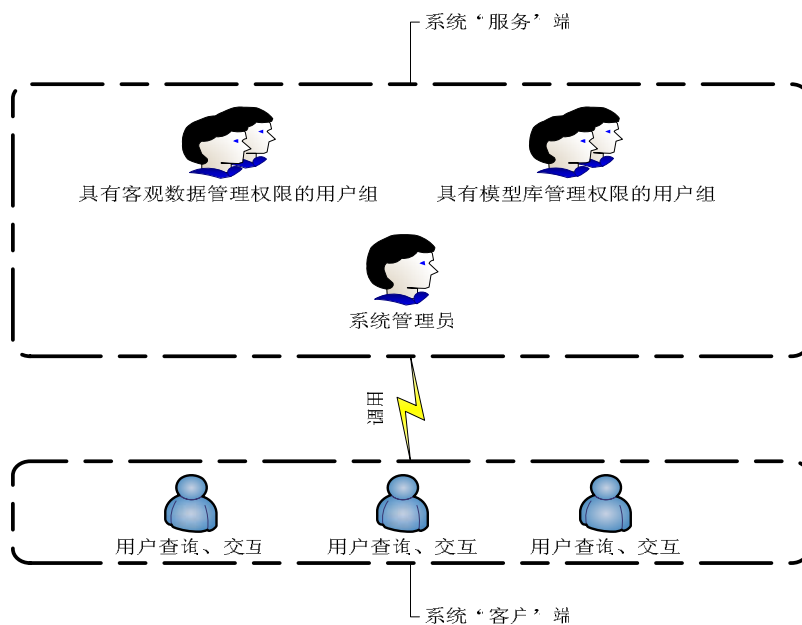 系统“服务”端
具有客观数据管理权限的用户组
具有模型库管理权限的用户组
系统管理员
调用
用户查询、交互
用户查询、交互
用户查询、交互
系统“客户”端